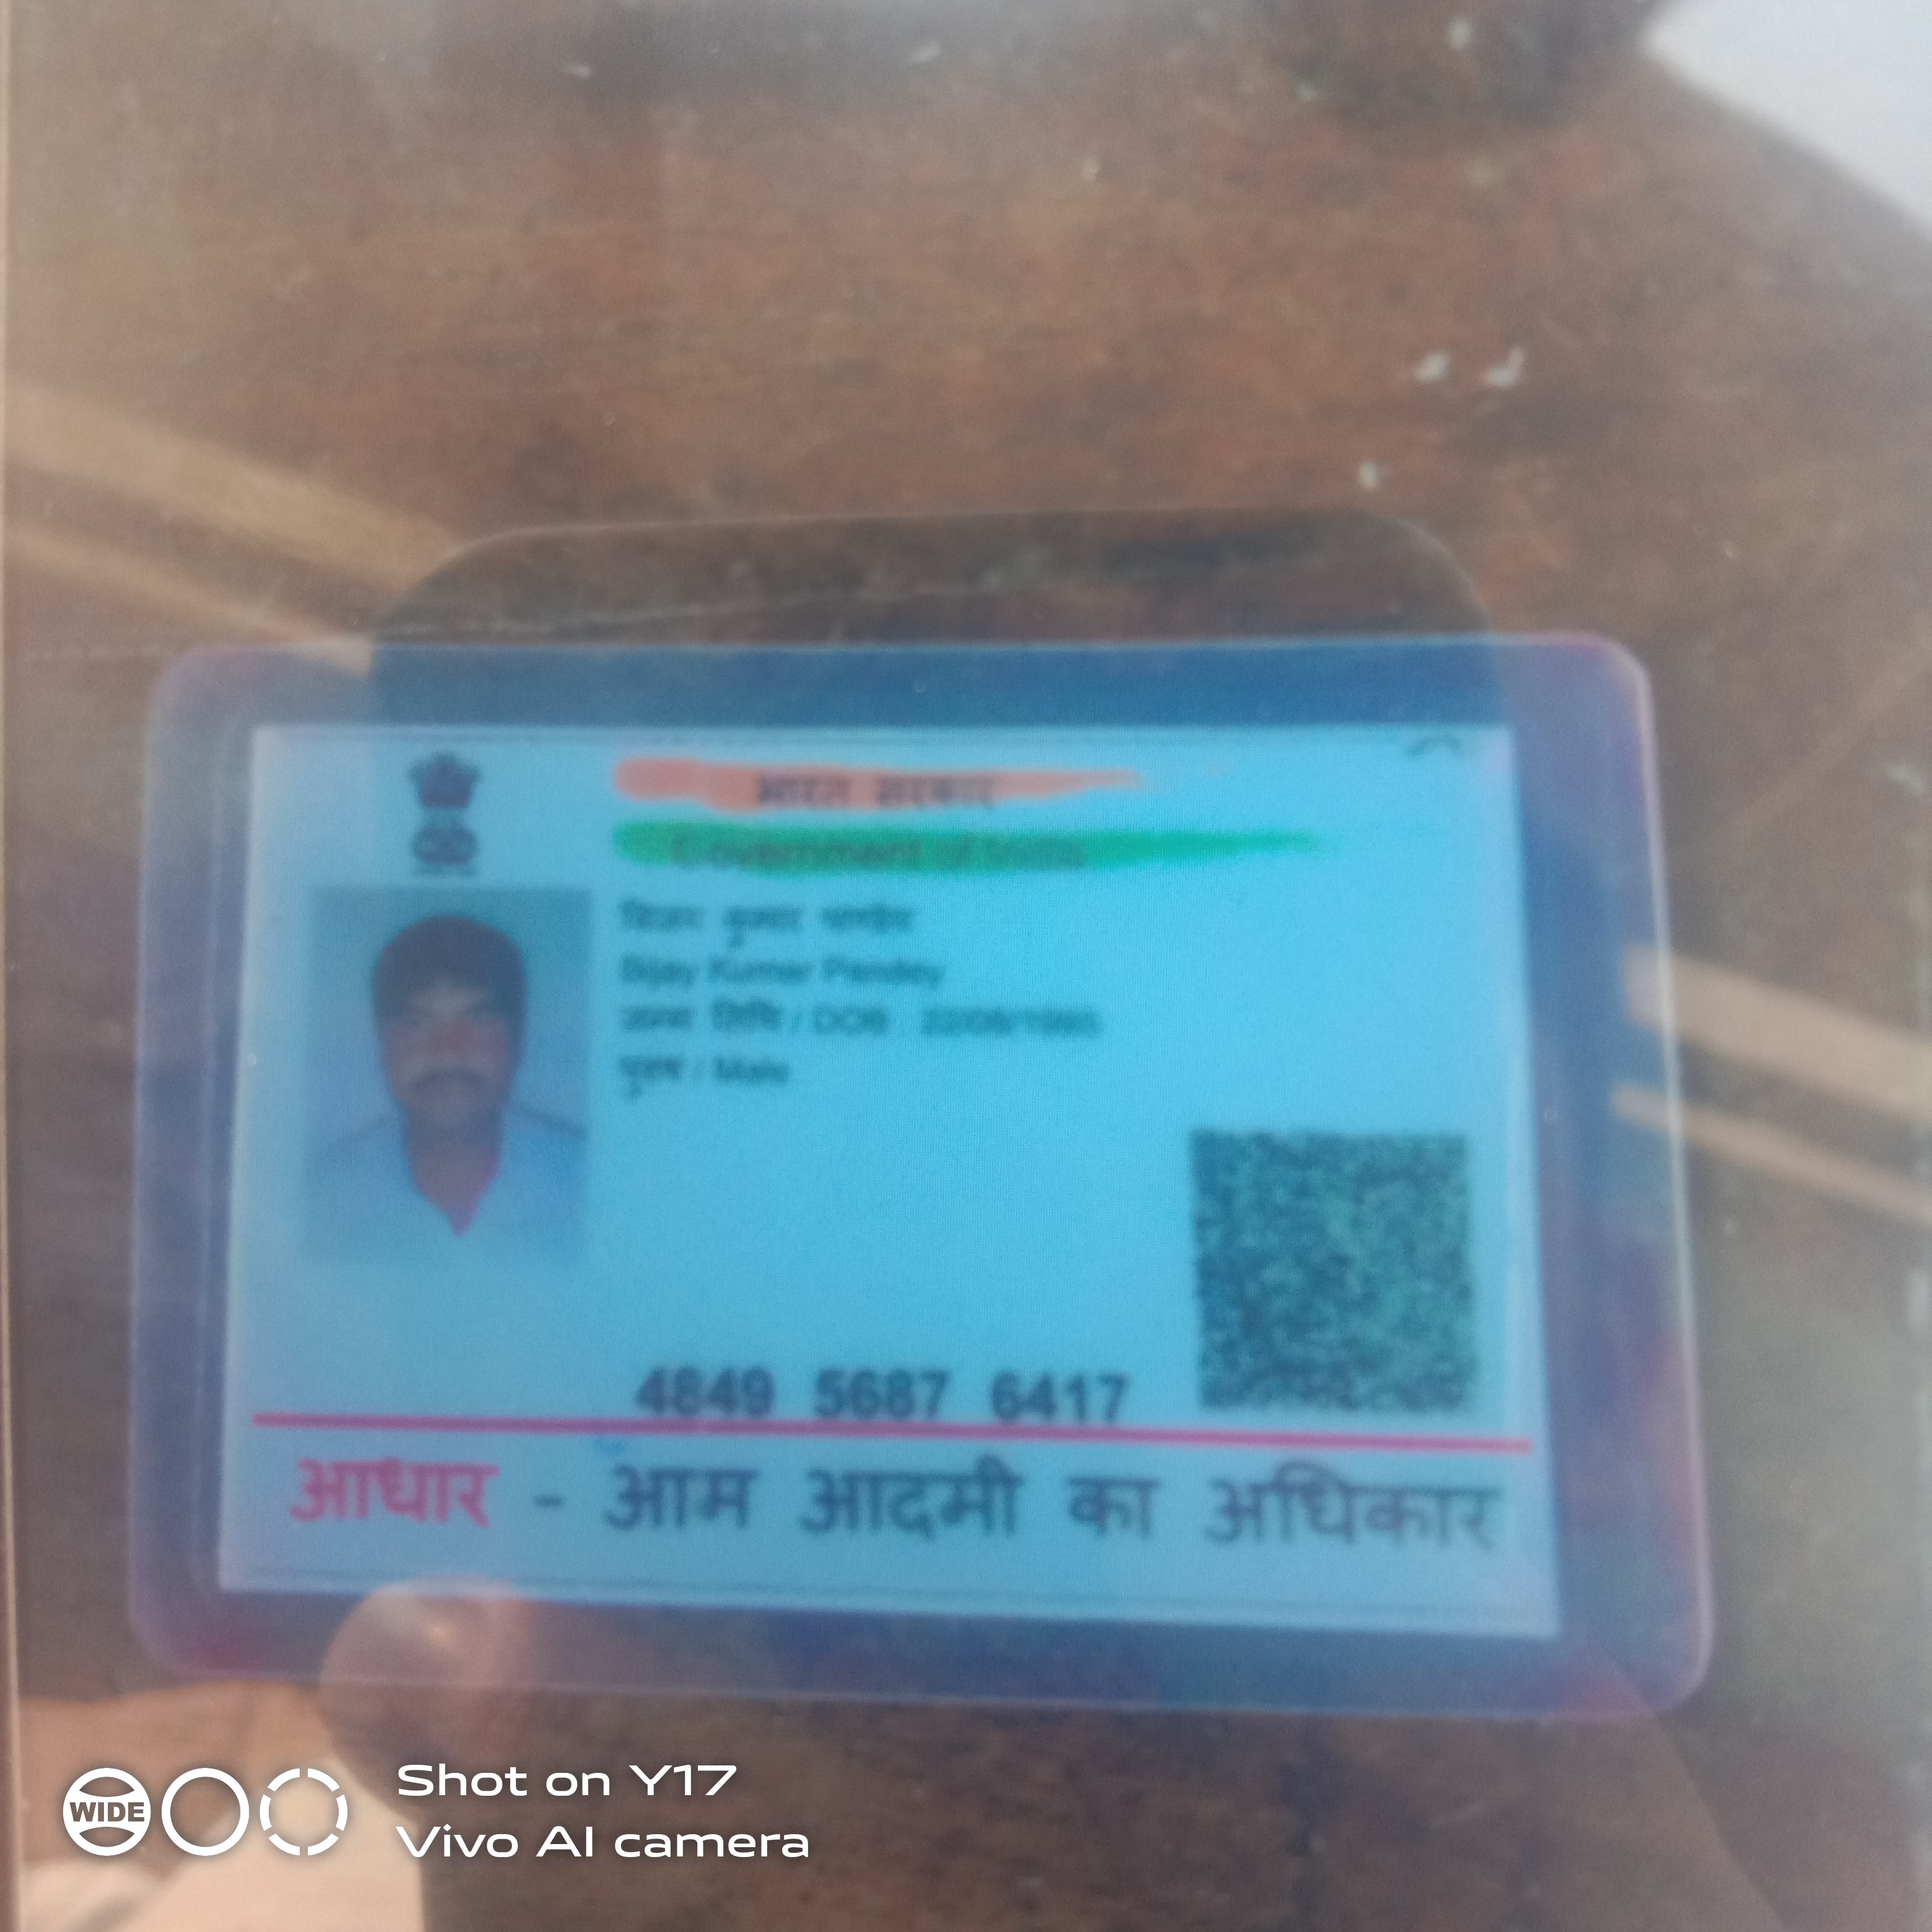 भारत सरकार
Government of India
विजय कुमार पाण्डेय
Bijay Kumar Pandey
जन्म तिथि / DOB
पुरुष / Male
4849 5687 6417
आधार - आम आदमी का अधिकार
WIDE
Shot on Y17
Vivo AI camera